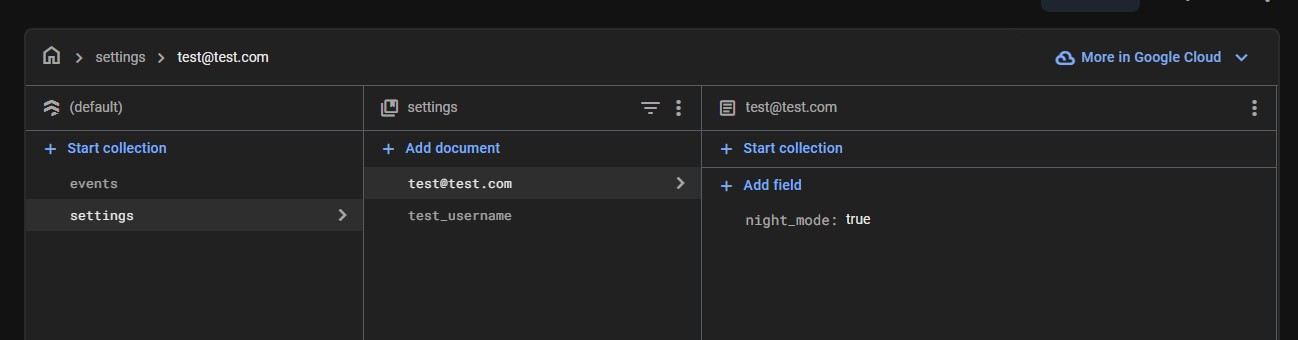 settings test@test.com More in Google Cloud
(default) settings test@test.com
Start collection Add document Start collection
events test@test.com Add field
settings test_username night_mode: true